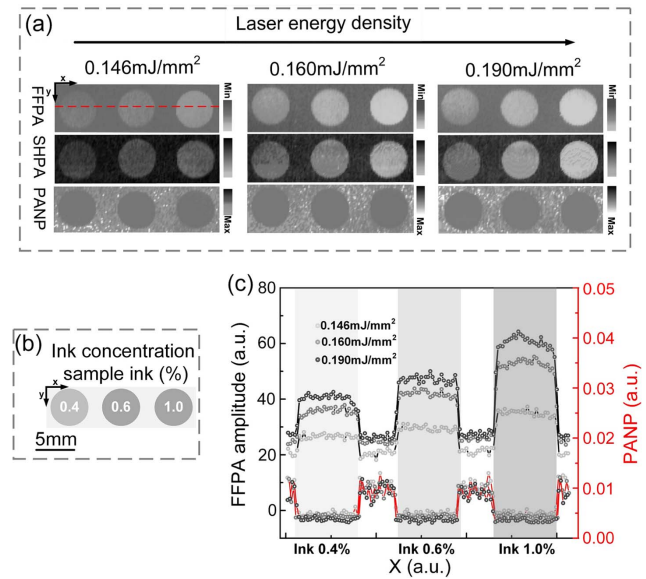 (a)
Laser energy density
0.146mJ/mm²
0.160mJ/mm²
0.190mJ/mm²
x
y
FFPA
SHPA
PANP
Min
Max
Min
Max
Min
Max
(b)
Ink concentration
sample ink (%)
x
y
0.4
0.6
1.0
5mm
(c)
FFPA amplitude (a.u.)
80
60
40
20
0
0.146mJ/mm²
0.160mJ/mm²
0.190mJ/mm²
0.05
0.04
0.03
0.02
0.01
0.00
PANP (a.u.)
Ink 0.4%
Ink 0.6%
Ink 1.0%
X (a.u.)